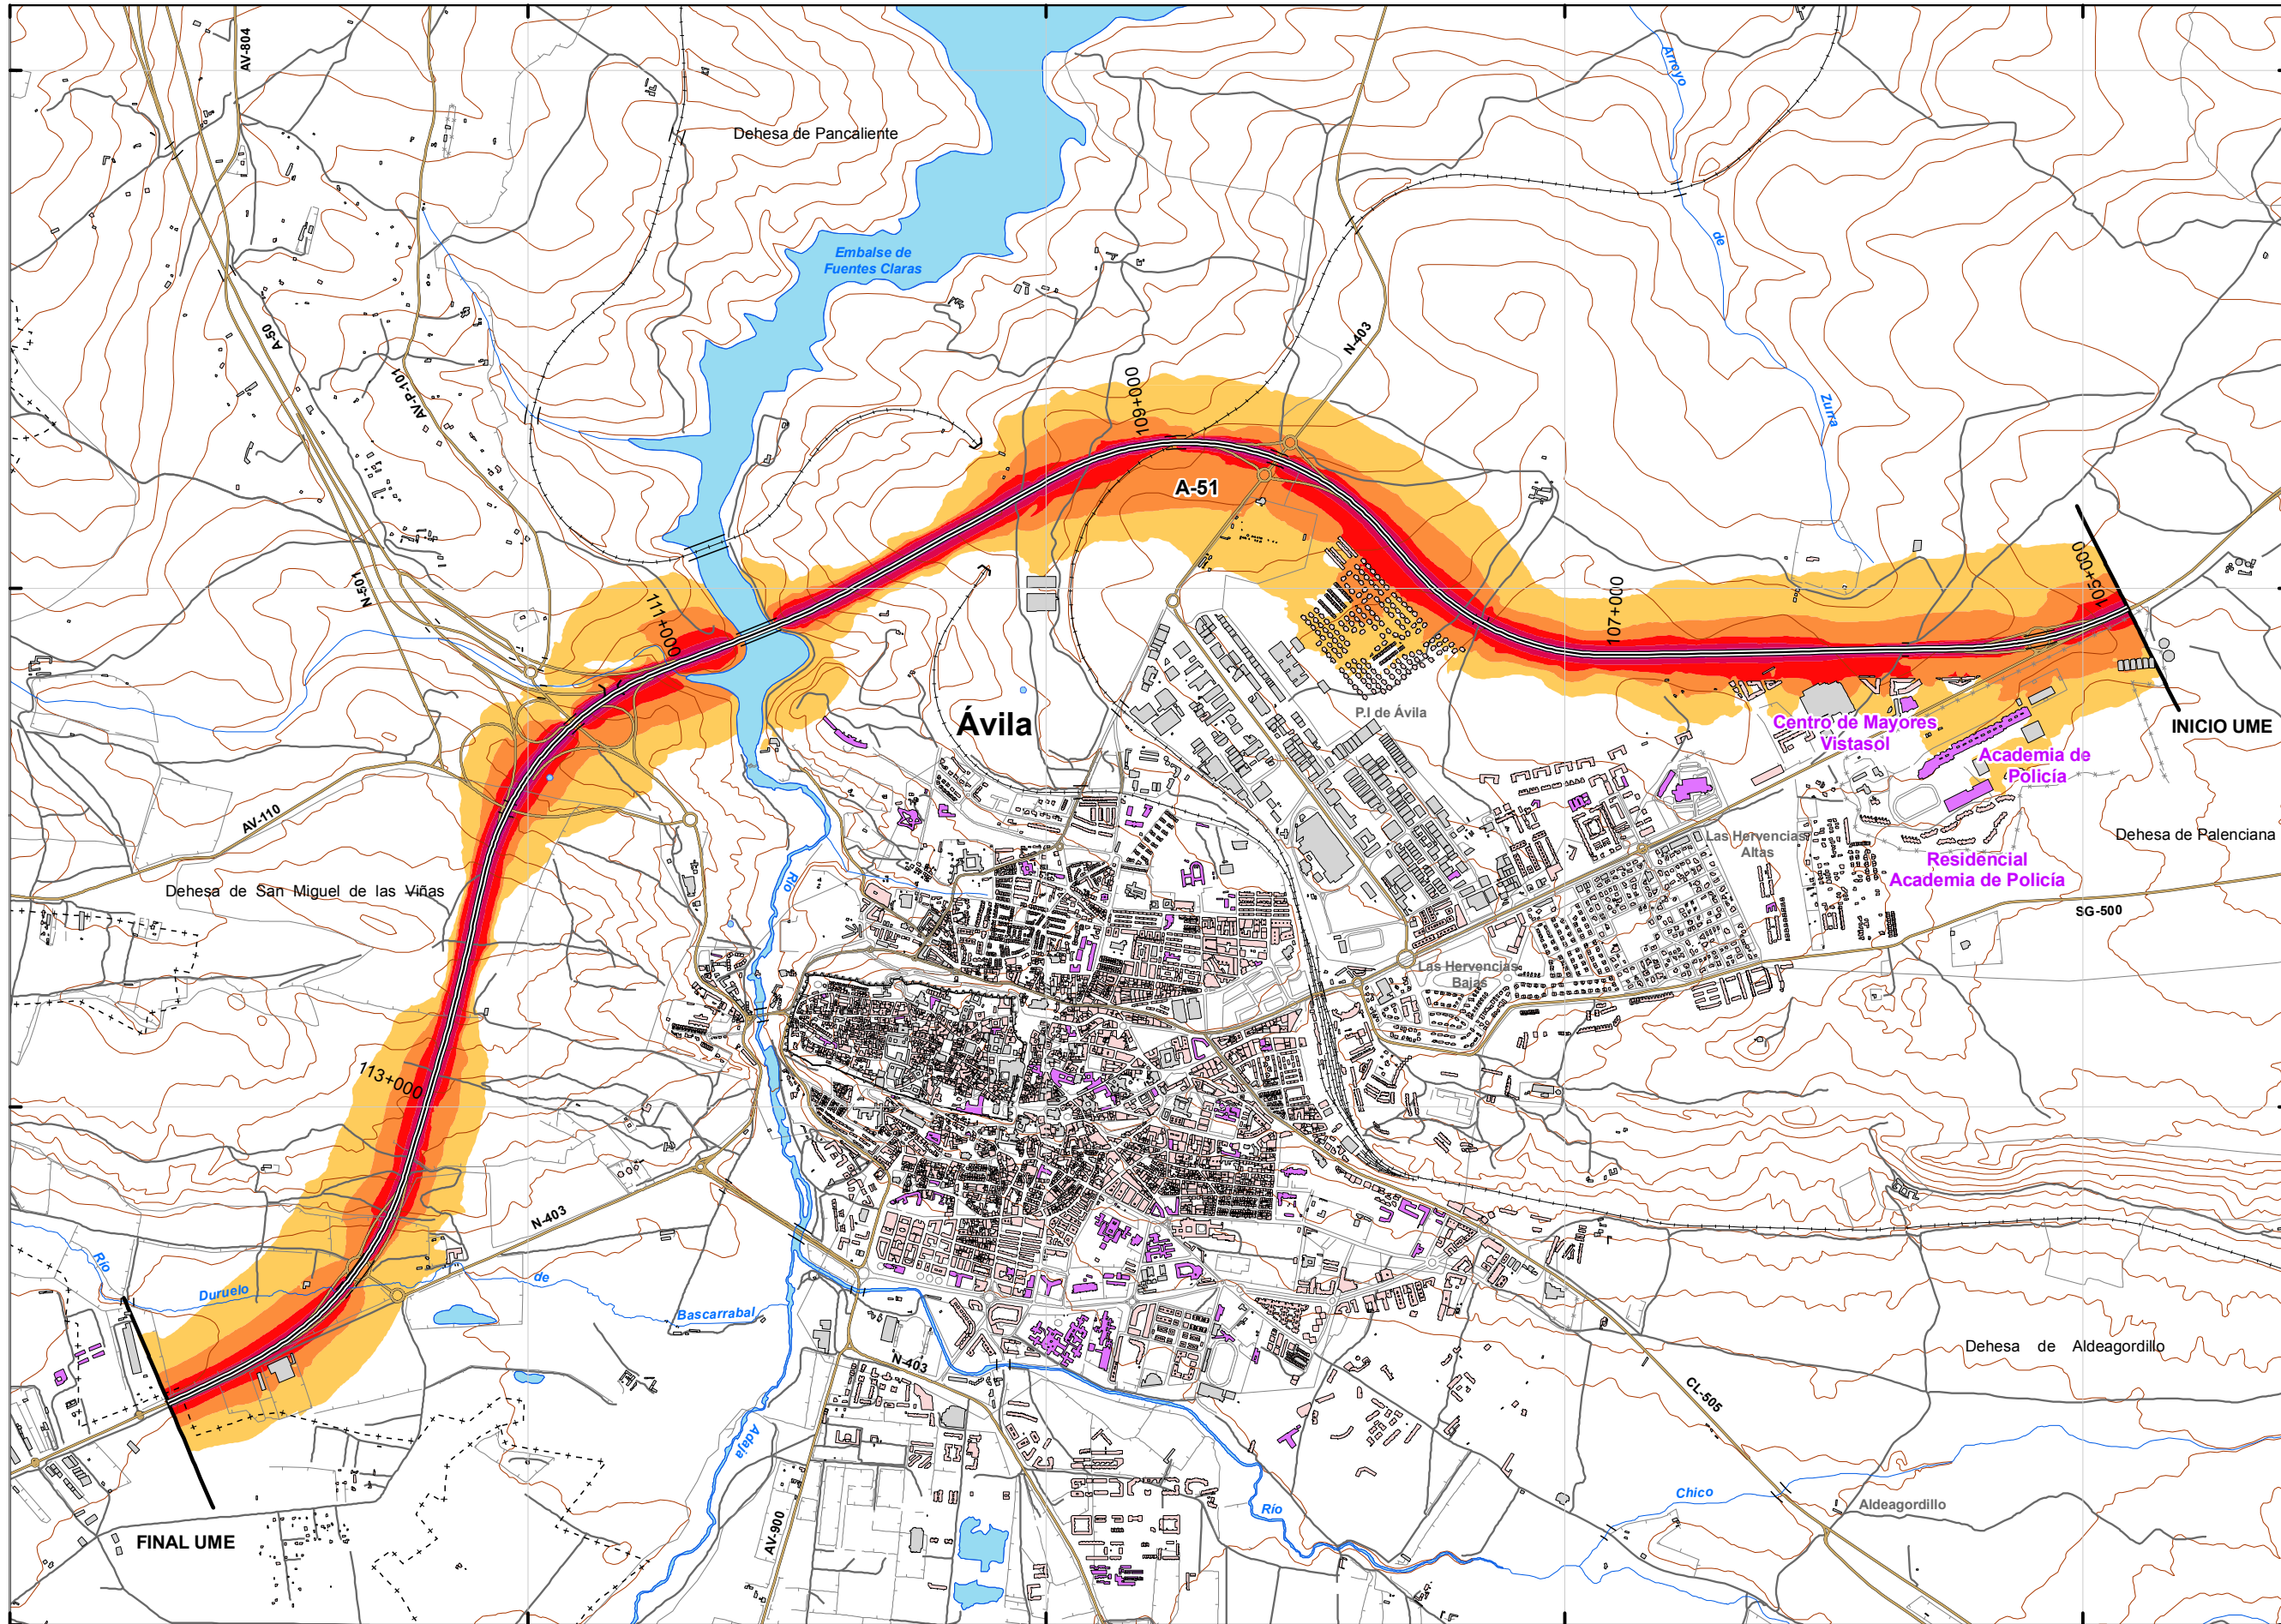 AV-804
Arroyo
Dehesa de Pancaliente
de
Embalse de
Fuentes Claras
A-50
N-403
AV-P-101
109+000
Zurra
A-51
N-501
111+000
107+000
105+000
P.I de Ávila
Ávila
Centro de Mayores
Vistasol
INICIO UME
Academia de
Policía
AV-110
Las Hervencias
Altas
Dehesa de Palenciana
Río
Dehesa de San Miguel de las Viñas
Residencial
Academia de Policía
SG-500
Las Hervencias
Bajas
113+000
N-403
Río
Duruelo
de
Bascarrabal
Dehesa de Aldeagordillo
N-403
CL-505
Adaja
Chico
Aldeagordillo
Río
AV-900
FINAL UME